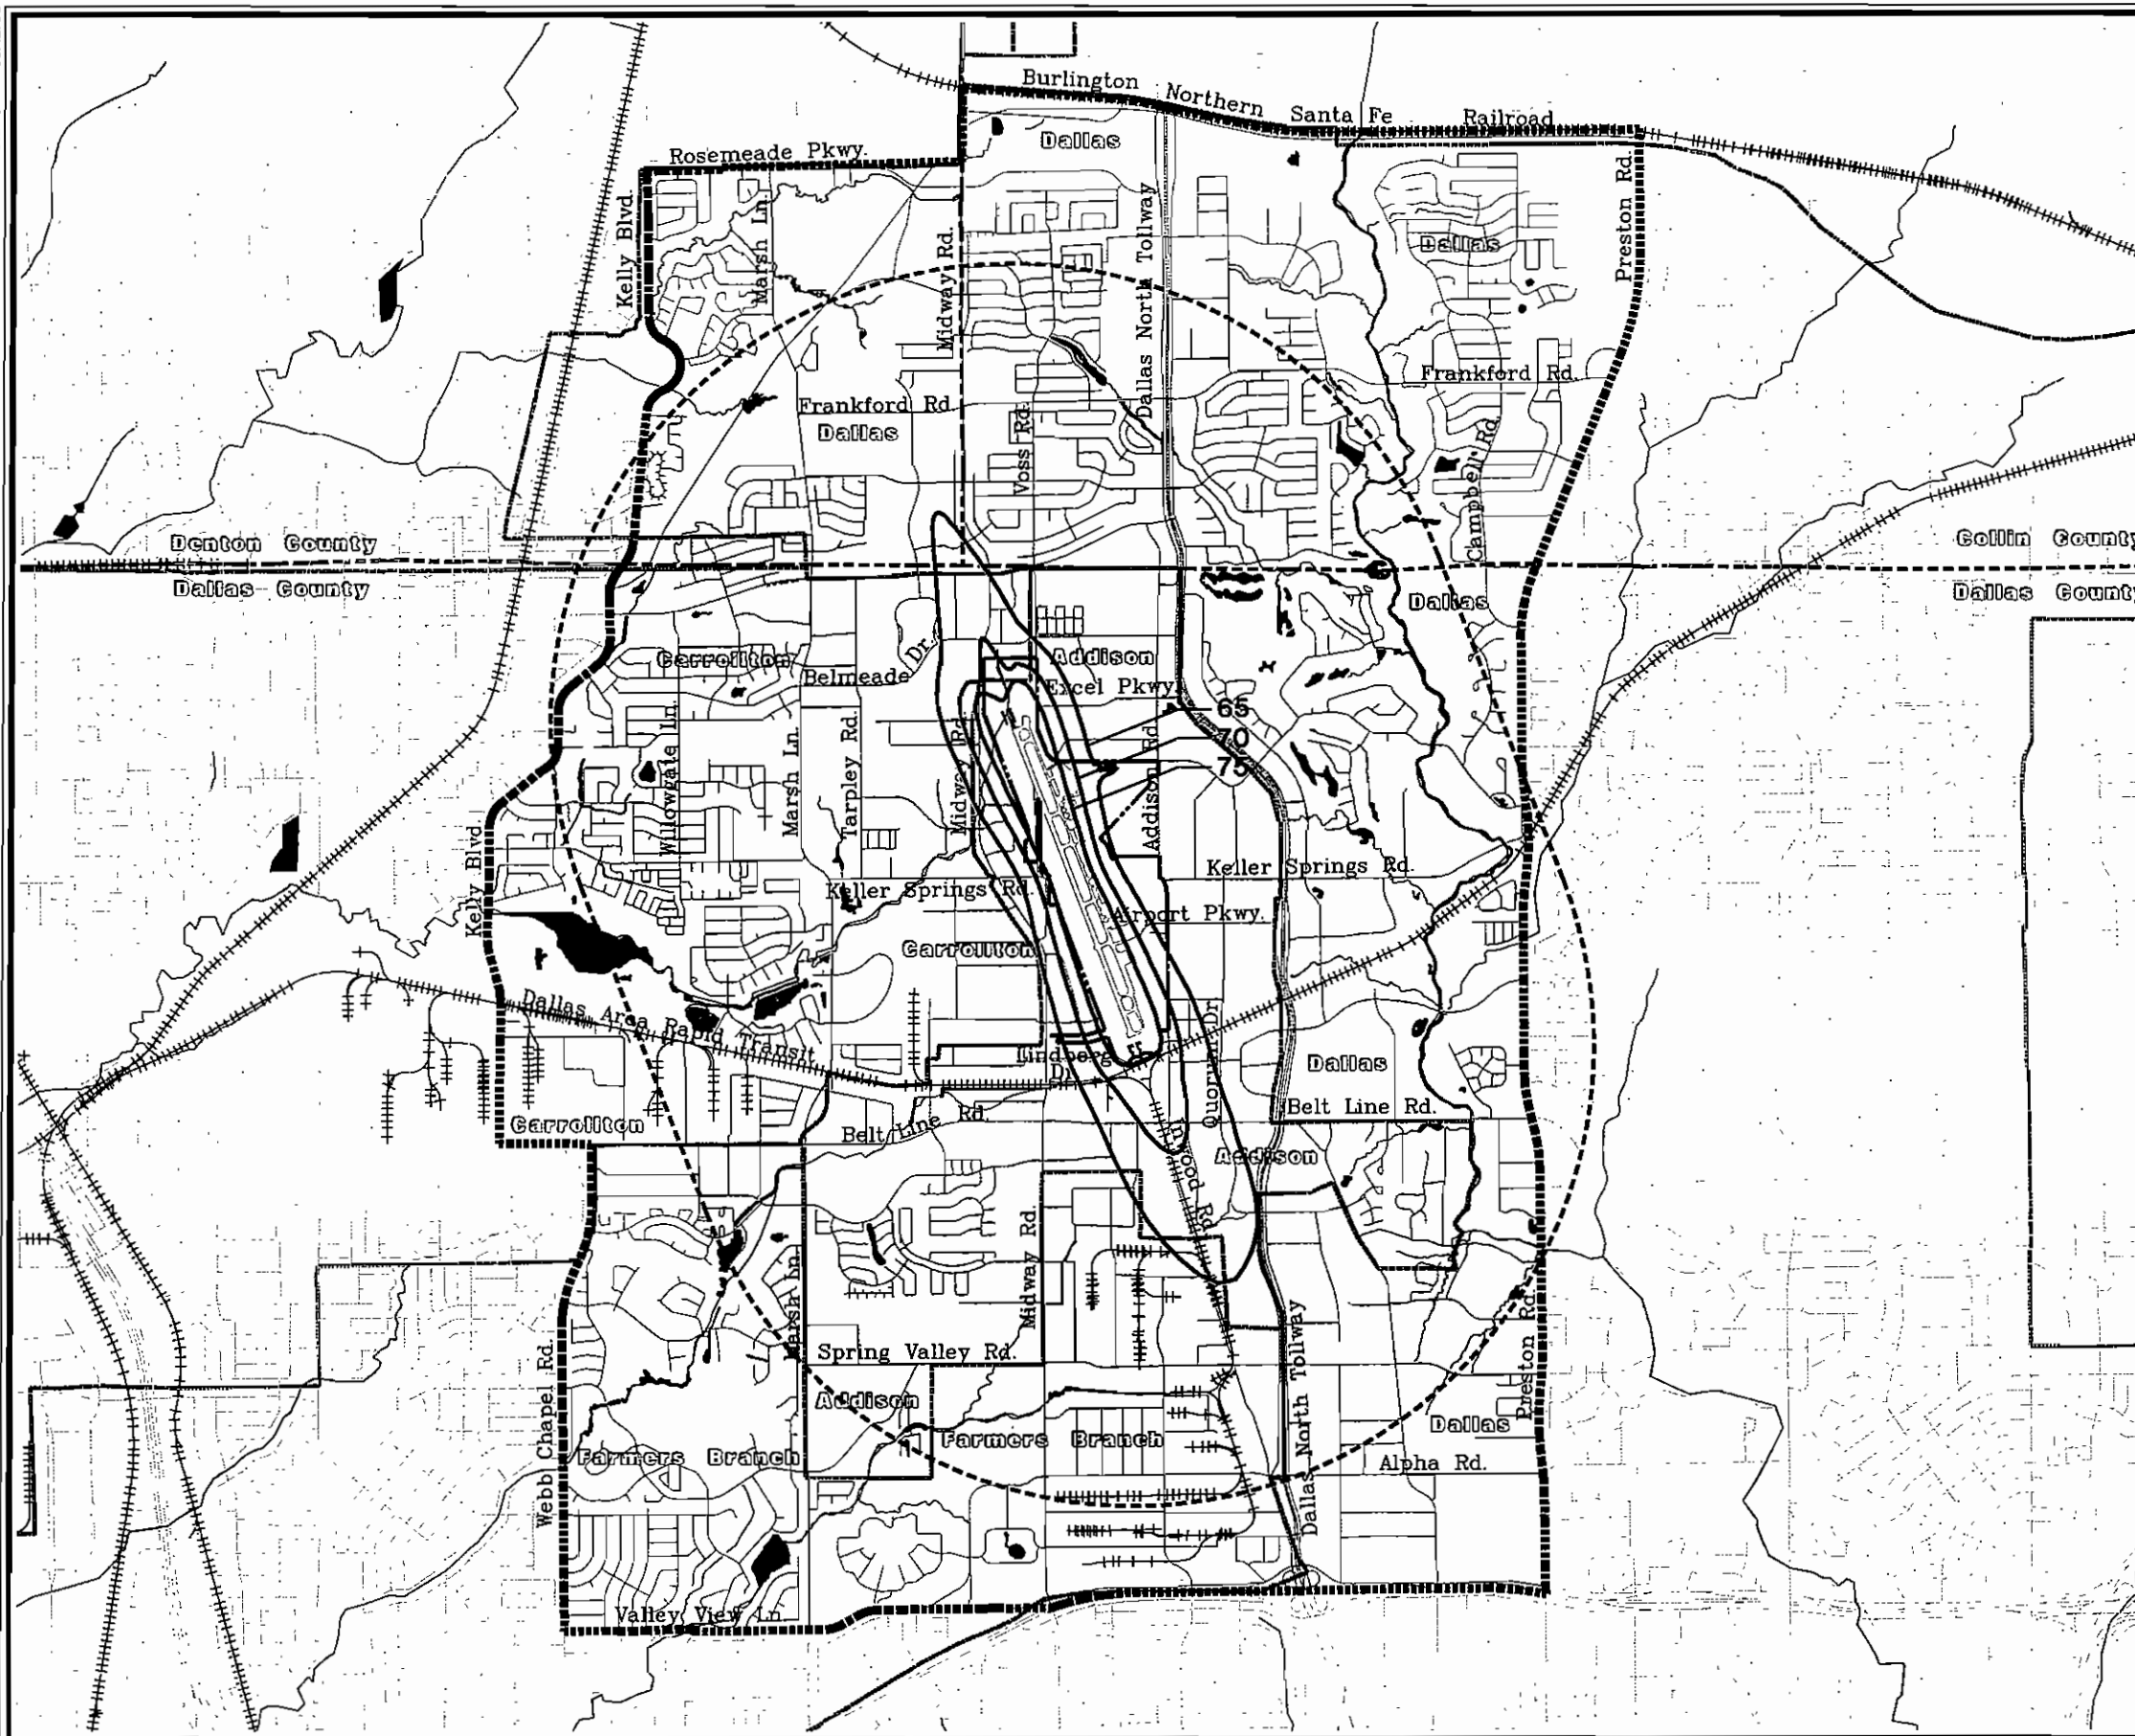 Burlington Northern Santa Fe Railroad
Dallas
Rosemeade Pkwy.
Preston Rd.
Kelly Blvd.
Marsh Ln.
Midway Rd.
Dallas North Tollway
Dallas
Frankford Rd.
Frankford Rd.
Dallas
Voss Rd.
Campbell Rd
Denton County
Dallas County
Collin County
Dallas County
Dallas
Carrollton
Belmeade Dr.
Addison
Excel Pkwy.
65
70
75
Willowgate Ln.
Marsh Ln.
Tarpley Rd.
Midway Rd.
Addison Rd.
Kelly Blvd.
Keller Springs Rd.
Keller Springs Rd.
Airport Pkwy.
Carrollton
Dallas Area Rapid Transit
Lindberg
Dr.
Quorum Dr.
Dallas
Belt Line Rd.
Carrollton
Belt Line Rd.
Inwood Rd.
Addison
Midway Rd.
Marsh Ln.
Preston Rd.
Spring Valley Rd.
Dallas North Tollway
Webb Chapel Rd.
Addison
Dallas
Farmers Branch
Farmers Branch
Alpha Rd.
Valley View Ln.